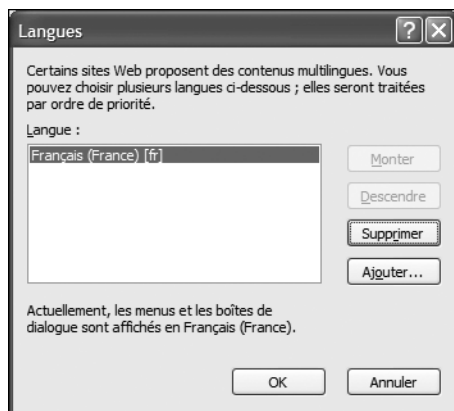 Langues
Certains sites Web proposent des contenus multilingues. Vous
pouvez choisir plusieurs langues ci-dessous ; elles seront traitées
par ordre de priorité.
Langue :
Français (France) [fr]
Monter
Descendre
Supprimer
Ajouter...
Actuellement, les menus et les boîtes de
dialogue sont affichés en Français (France).
OK
Annuler